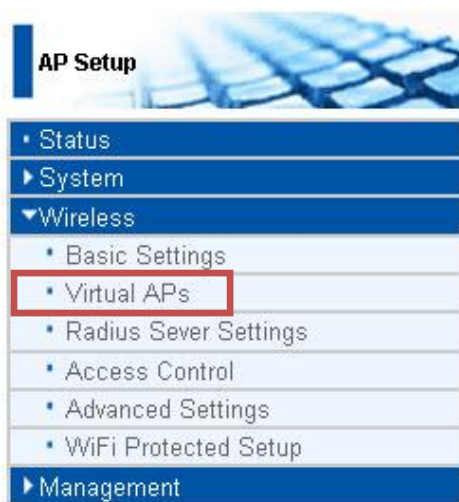 AP Setup
Status
System
Wireless
Basic Settings
Virtual APs
Radius Sever Settings
Access Control
Advanced Settings
WiFi Protected Setup
Management